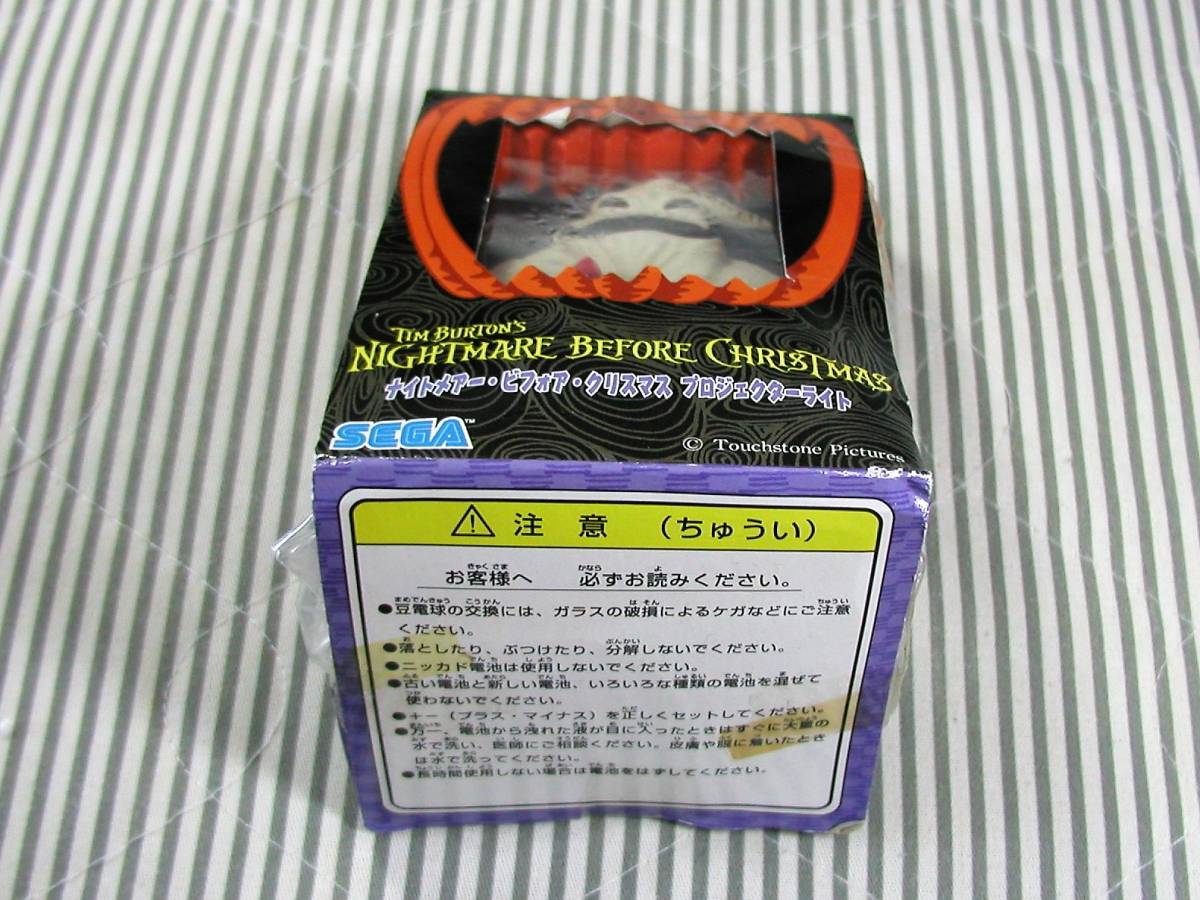 TIM BURTON'S
NIGHTMARE BEFORE CHRISTMAS
ナイトメアー・ビフォア・クリスマス プロジェクターライト
SEGA™
© Touchstone Pictures
注 意 (ちゅうい)
お客様へ 必ずお読みください。
●豆電球の交換には、ガラスの破損によるケガなどにご注意
ください。
●落としたり、ぶつけたり、分解しないでください。
●ニッカド電池は使用しないでください。
●古い電池と新しい電池、いろいろな種類の電池を混ぜて
使わないでください。
●+-(プラス・マイナス)を正しくセットしてください。
●万一、電池から洩れた液が目に入ったときはすぐに大量の
水で洗い、医師にご相談ください。皮膚や服に着いたとき
は水で洗ってください。
●長時間使用しない場合は電池をはずしてください。